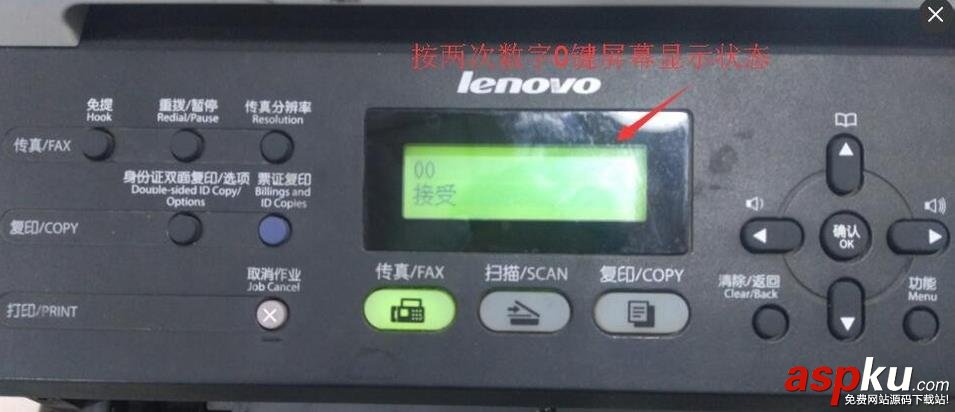 按两次数字0键屏幕显示状态
lenovo
免提
Hook
重拨/暂停
Redial/Pause
传真分辨率
Resolution
传真/FAX
00
接受
身份证双面复印/选项
Double-sided ID Copy/
Options
票证复印
Billings and
ID Copies
确认
OK
复印/COPY
传真/FAX
扫描/SCAN
复印/COPY
取消作业
Job Cancel
清除/返回
Clear/Back
功能
Menu
打印/PRINT
aspku.com
免费网站源码下载站!